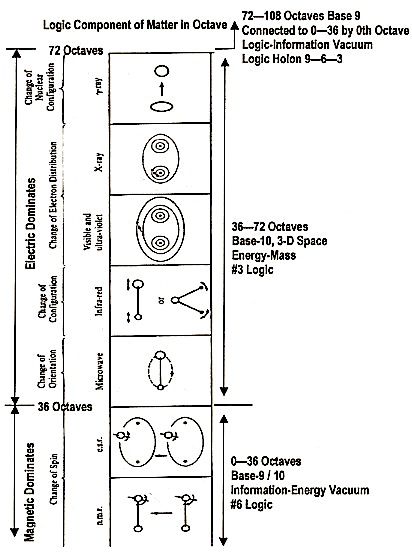 Logic Component of Matter in Octave
72—108 Octaves Base 9
Connected to 0—36 by 0th Octave
Logic-Information Vacuum
Logic Holon 9—6—3
72 Octaves
Change of
Nuclear
Configuration
γ-ray
Electric Dominates
Change of Electron Distribution
X-ray
Visible and
ultra-violet
36—72 Octaves
Base-10, 3-D Space
Energy-Mass
#3 Logic
Change of
Configuration
Infra-red
or
Change of
Orientation
Microwave
36 Octaves
Magnetic Dominates
Change of Spin
e.s.r.
n.m.r.
0—36 Octaves
Base-9 / 10
Information-Energy Vacuum
#6 Logic